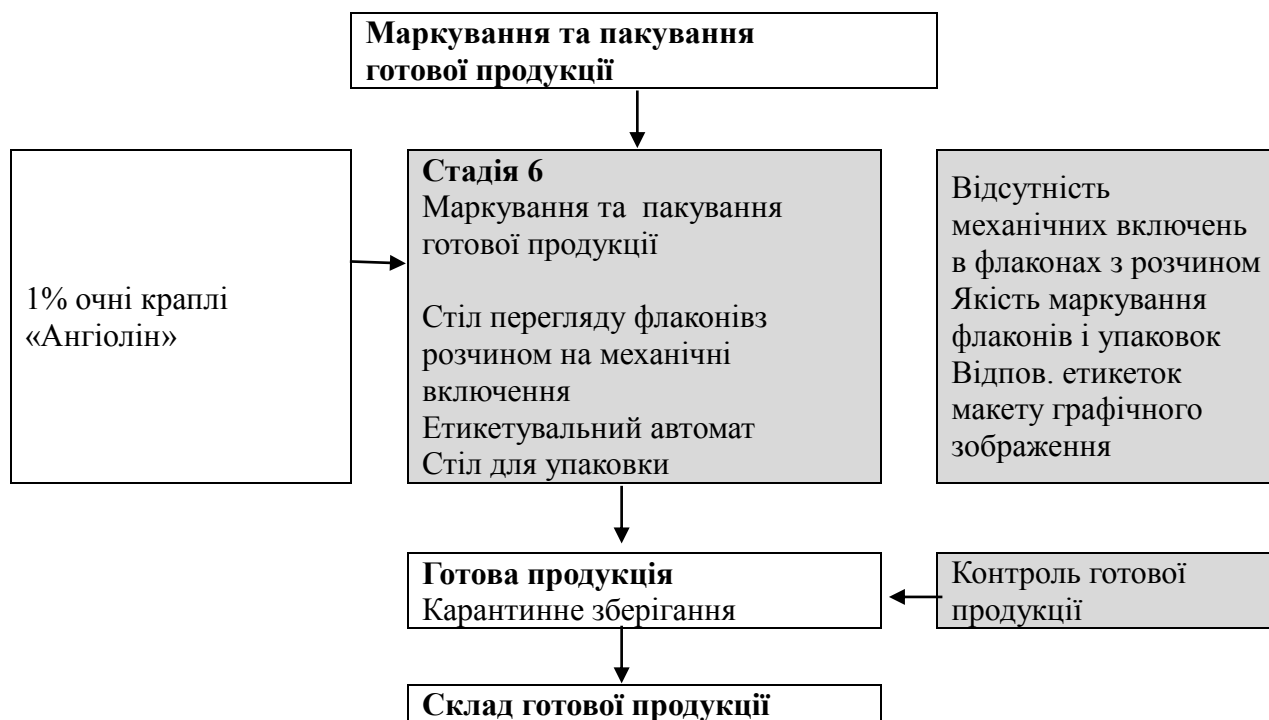 Маркування та пакування
готової продукції
1% очні краплі
«Ангіолін»
Стадія 6
Маркування та пакування
готової продукції
Стіл перегляду флаконівз
розчином на механічні
включення
Етикетувальний автомат
Стіл для упаковки
Відсутність
механічних включень
в флаконах з розчином
Якість маркування
флаконів і упаковок
Відпов. етикеток
макету графічного
зображення
Готова продукція
Карантинне зберігання
Контроль готової
продукції
Склад готової продукції